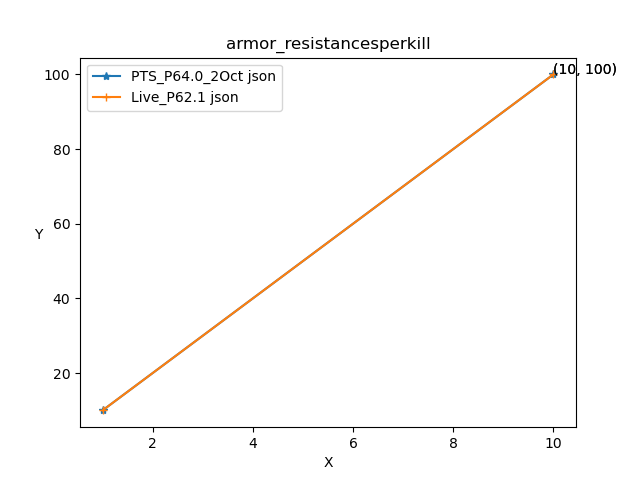 armor_resistancesperkill
(10, 100)
PTS_P64.0_2Oct json
Live_P62.1 json
100
80
60
40
20
Y
2
4
6
8
10
X